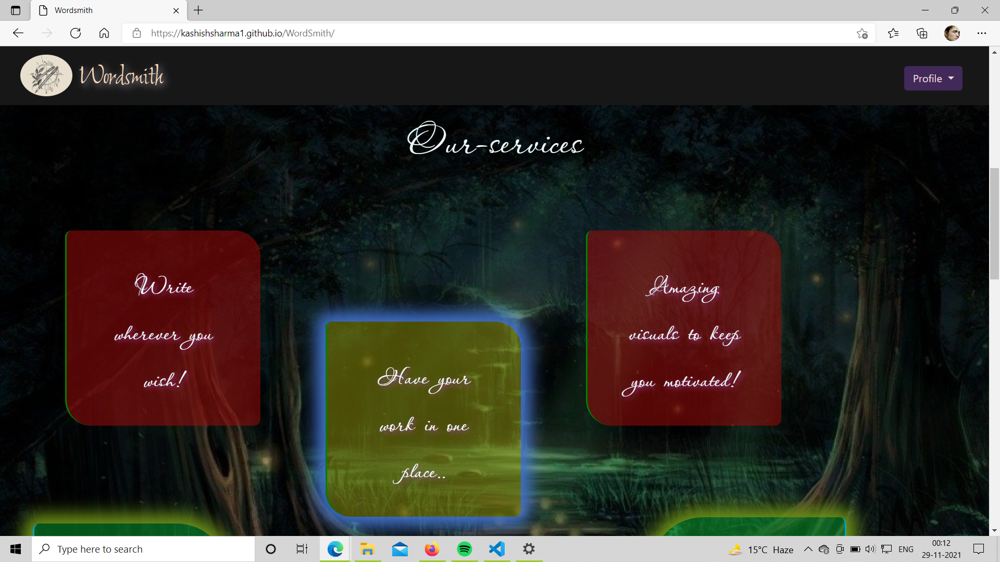 Wordsmith
https://kashishsharma1.github.io/WordSmith/
Wordsmith
Profile
Our-services
Write
wherever you
wish!
Have your
work in one
place..
Amazing
visuals to keep
you motivated!
Type here to search
15°C Haze
ENG
00:12
29-11-2021